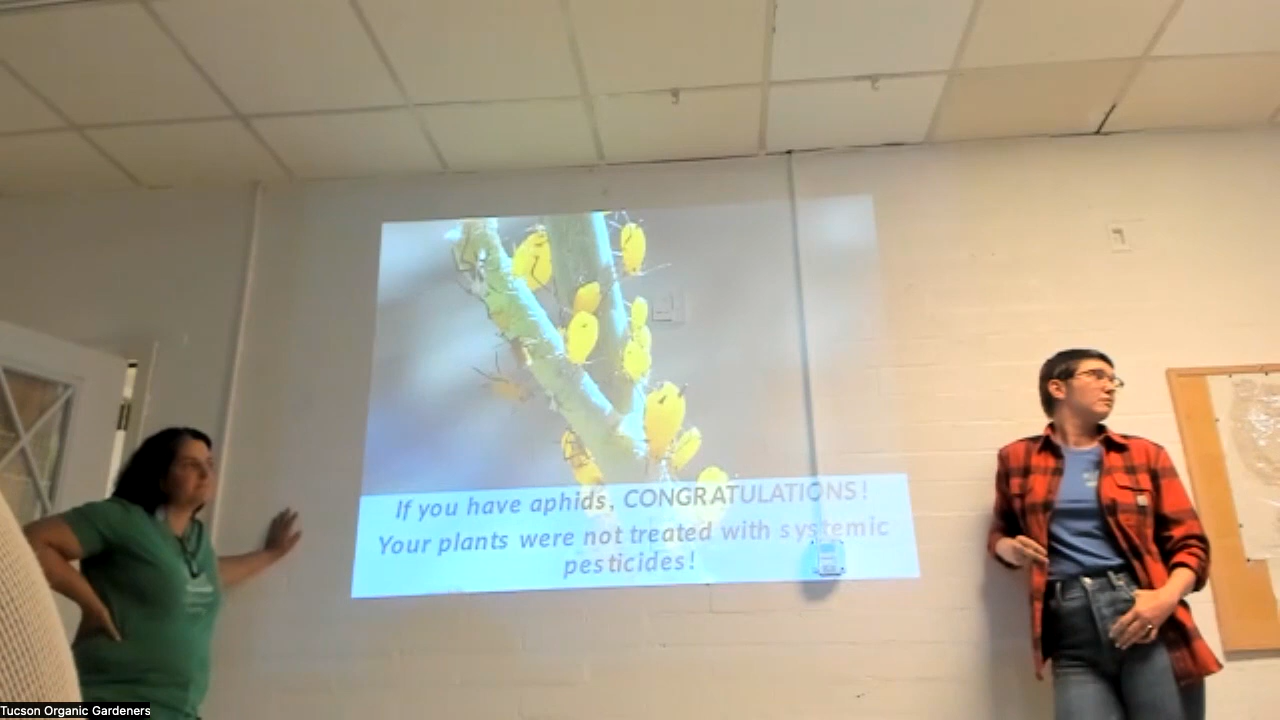 If you have aphids, CONGRATULATIONS!
Your plants were not treated with systemic
pesticides!
Tucson Organic Gardeners